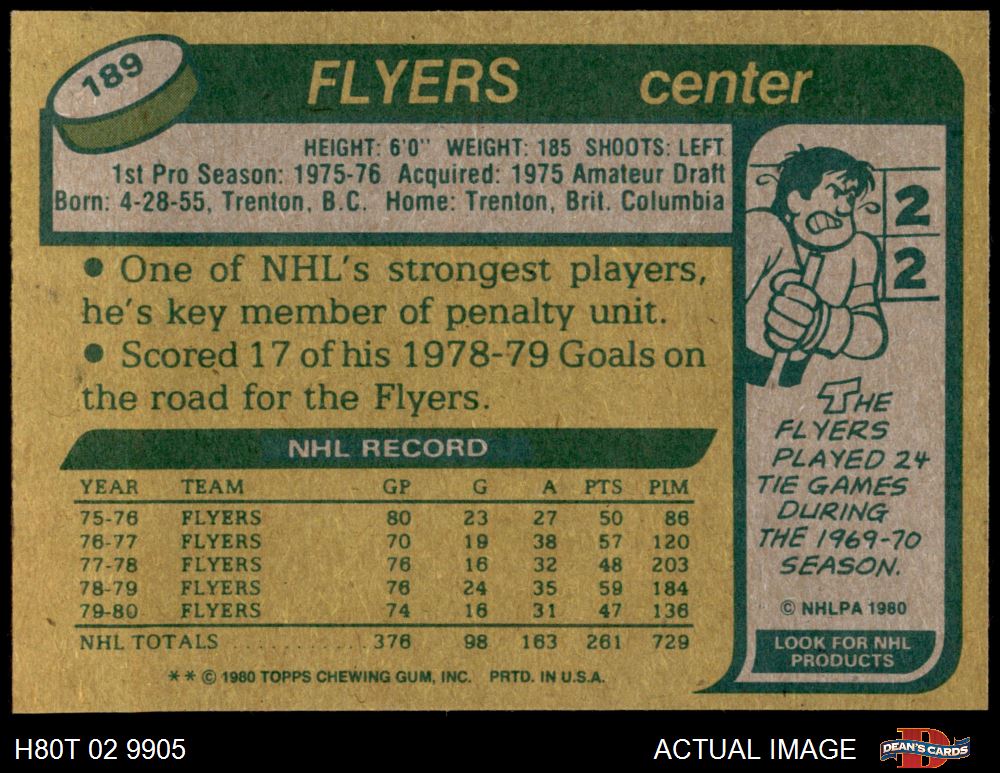 189
FLYERS center
HEIGHT: 6'0" WEIGHT: 185 SHOOTS: LEFT
1st Pro Season: 1975-76 Acquired: 1975 Amateur Draft
Born: 4-28-55, Trenton, B.C. Home: Trenton, Brit. Columbia
● One of NHL's strongest players,
he's key member of penalty unit.
● Scored 17 of his 1978-79 Goals on
the road for the Flyers.
NHL RECORD
YEAR TEAM GP G A PTS PIM
75-76 FLYERS 80 23 27 50 86
76-77 FLYERS 70 19 38 57 120
77-78 FLYERS 76 16 32 48 203
78-79 FLYERS 76 24 35 59 184
79-80 FLYERS 74 16 31 47 136
NHL TOTALS ............ 376 98 163 261 729
** © 1980 TOPPS CHEWING GUM, INC. PRTD. IN U.S.A.
2
2
THE
FLYERS
PLAYED 24
TIE GAMES
DURING
THE 1969-70
SEASON.
© NHLPA 1980
LOOK FOR NHL
PRODUCTS
H80T 02 9905
ACTUAL IMAGE
DEAN'S CARDS